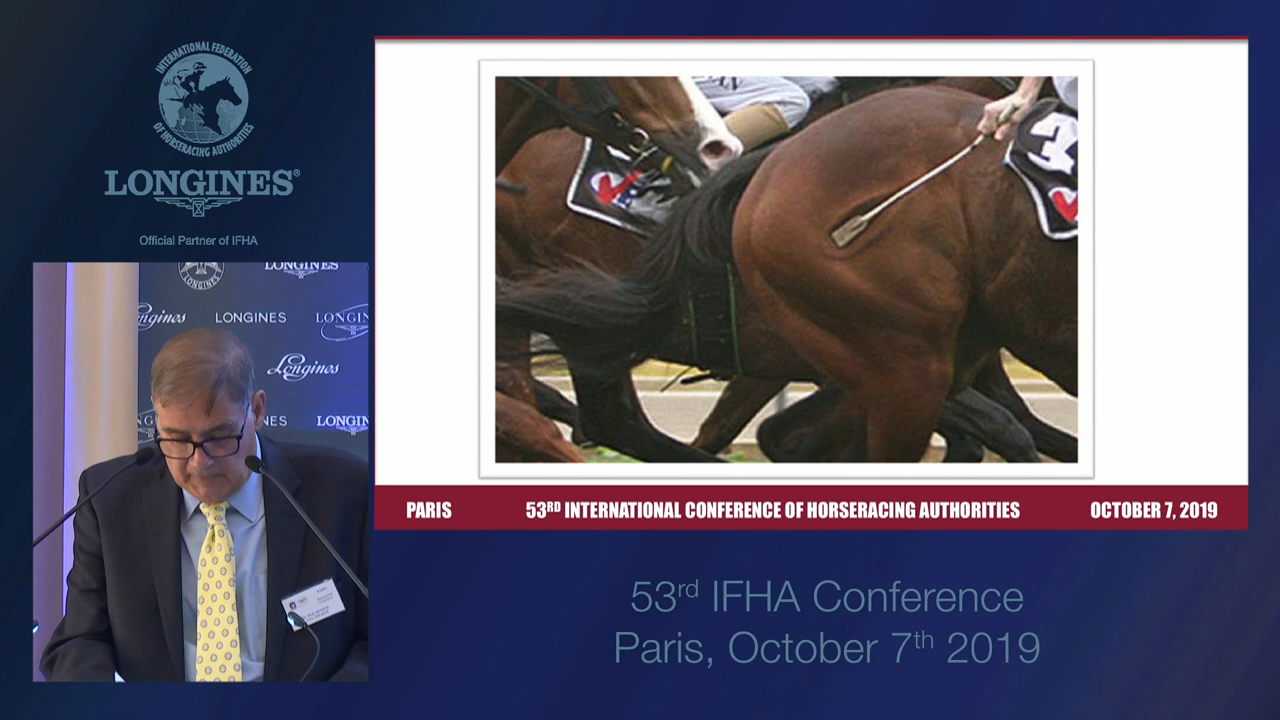 INTERNATIONAL FEDERATION
OF HORSERACING AUTHORITIES
LONGINES®
Official Partner of IFHA
LONGINES
LONGINES
LONGINES
Longines
LONGINES
Longines
LONGINES
3
PARIS
53RD INTERNATIONAL CONFERENCE OF HORSERACING AUTHORITIES
OCTOBER 7, 2019
53rd IFHA Conference
Paris, October 7th 2019